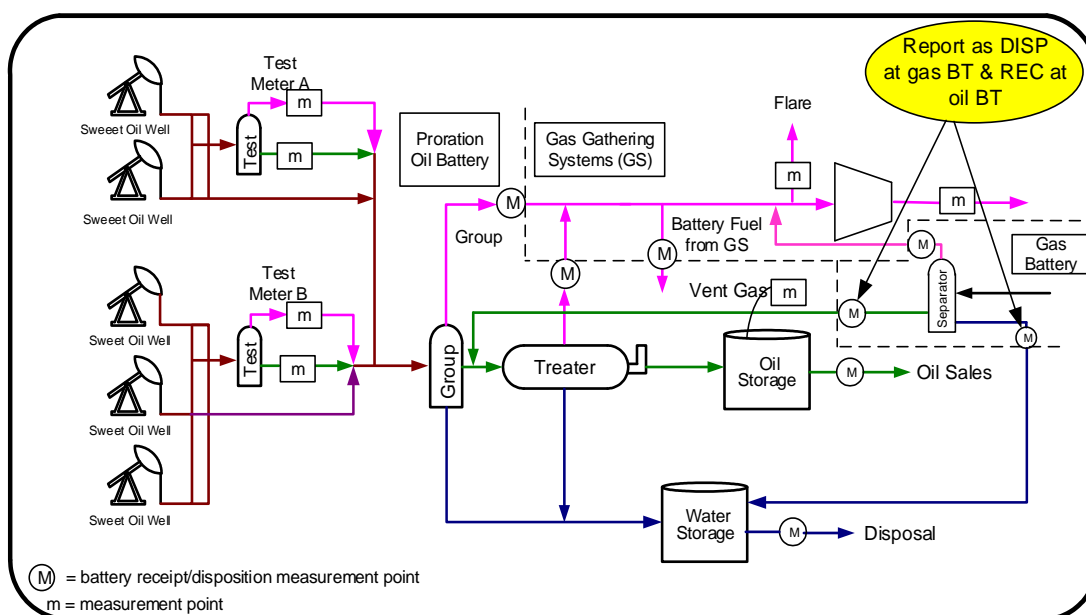 Report as DISP
at gas BT & REC at
oil BT
Test
Meter A
m
m
Test
Sweeet Oil Well
Sweeet Oil Well
Proration
Oil Battery
Gas Gathering
Systems (GS)
Flare
m
m
M
Group
M
Battery Fuel
from GS
M
M
Gas
Battery
Test
Meter B
m
m
Test
Sweet Oil Well
Sweet Oil Well
Sweet Oil Well
Vent Gas
m
M
Separator
M
Group
Treater
Oil
Storage
M
Oil Sales
Water
Storage
M
Disposal
M = battery receipt/disposition measurement point
m = measurement point